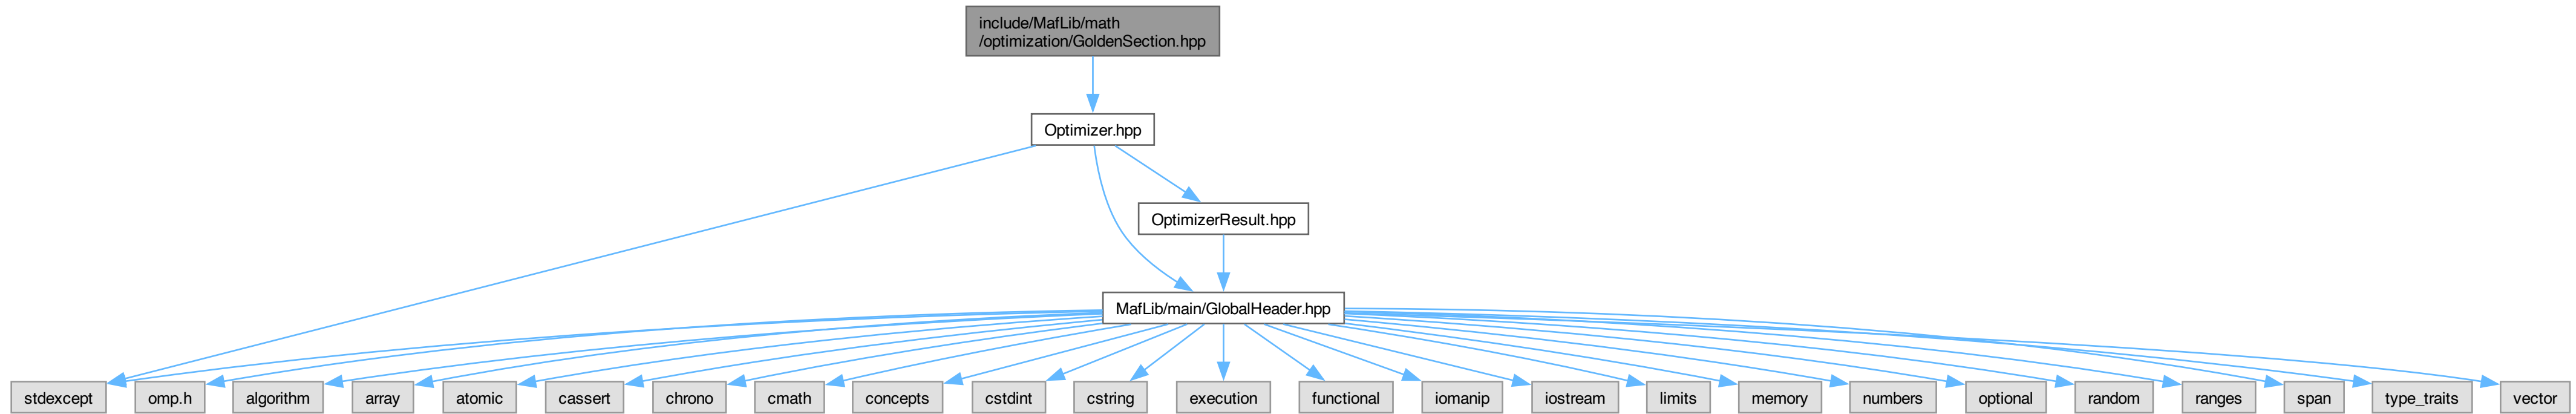 include/MafLib/math
/optimization/GoldenSection.hpp
Optimizer.hpp
OptimizerResult.hpp
MafLib/main/GlobalHeader.hpp
stdexcept
omp.h
algorithm
array
atomic
cassert
chrono
cmath
concepts
cstdint
cstring
execution
functional
iomanip
iostream
limits
memory
numbers
optional
random
ranges
span
type_traits
vector